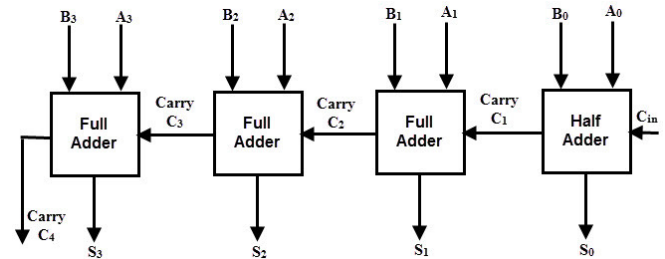 B3 A3 B2 A2 B1 A1 B0 A0
Carry C3
Carry C2
Carry C1
Cin
Full Adder
Full Adder
Full Adder
Half Adder
Carry C4
S3 S2 S1 S0